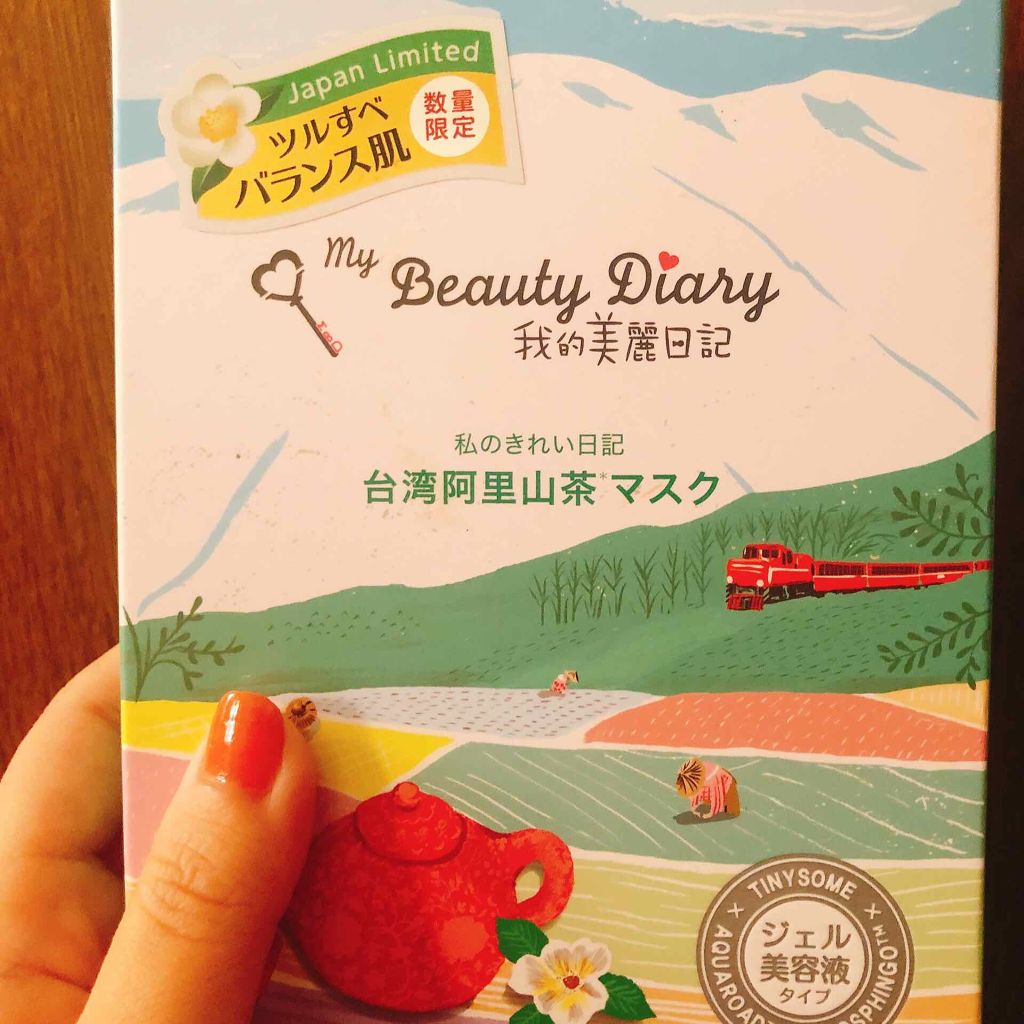 Japan Limited
ツルすべ
バランス肌
数量
限定
My
Beauty Diary
我的美麗日記
私のきれい日記
台湾阿里山茶*マスク
TINYSOME
ジェル
美容液
タイプ